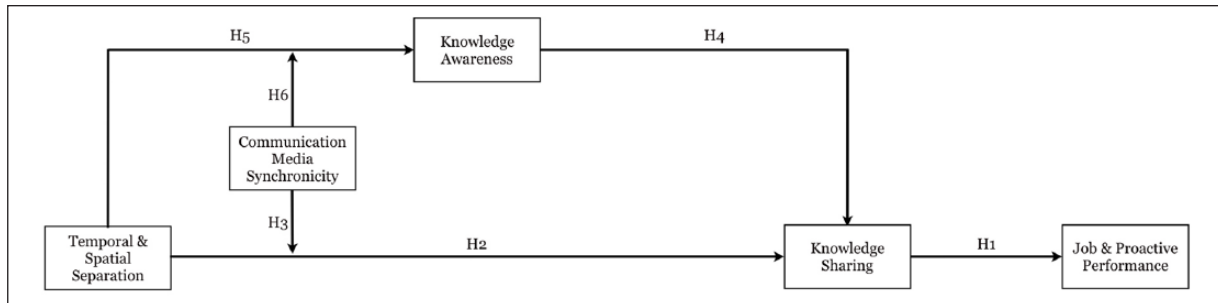 H5
Knowledge
Awareness
H4
H6
Communication
Media
Synchronicity
H3
Temporal &
Spatial
Separation
H2
Knowledge
Sharing
H1
Job & Proactive
Performance